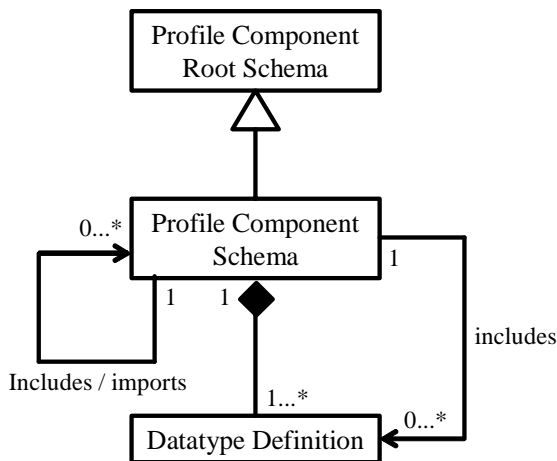 Profile Component
Root Schema
0...*
Profile Component
Schema
1
1
1
includes
Includes / imports
1...*
0...*
Datatype Definition